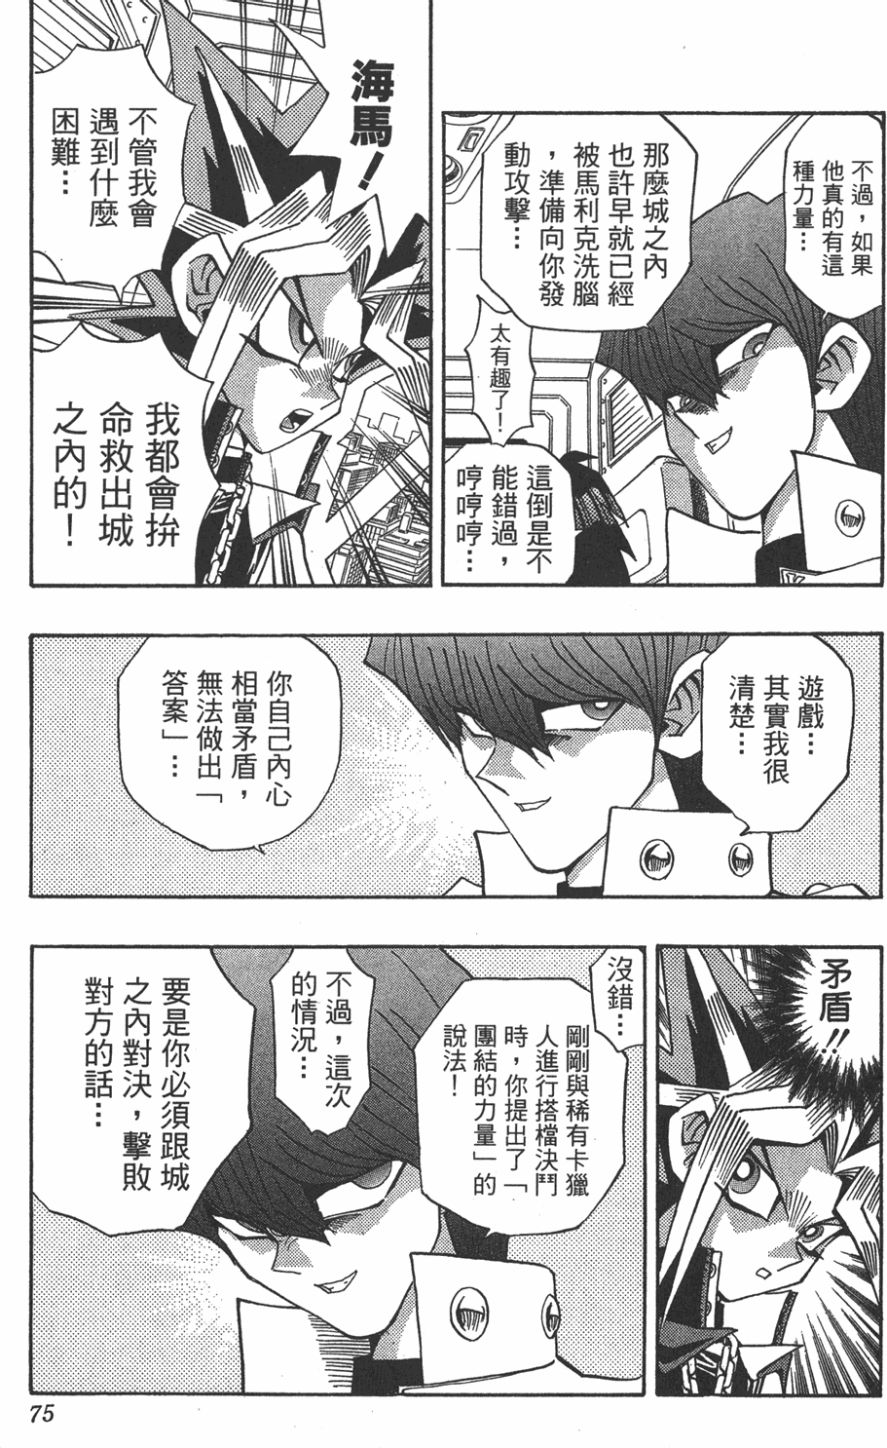 不過，如果
他真的有這
種力量…
那麼城之內
也許早就已經
被馬利克洗腦
，準備向你發
動攻擊…
太有趣了！
這倒是不
能錯過，
哼哼哼…
海馬！
不管我會
遇到什麼
困難…
我都會拚
命救出城
之內的！
遊戲…
其實我很
清楚…
你自己內心
相當矛盾，
無法做出「
答案」…
矛盾!!
沒錯…
剛剛與稀有卡獵
人進行搭檔決鬥
時，你提出了「
團結的力量」的
說法！
不過，這次
的情況…
要是你必須跟城
之內對決，擊敗
對方的話…
75